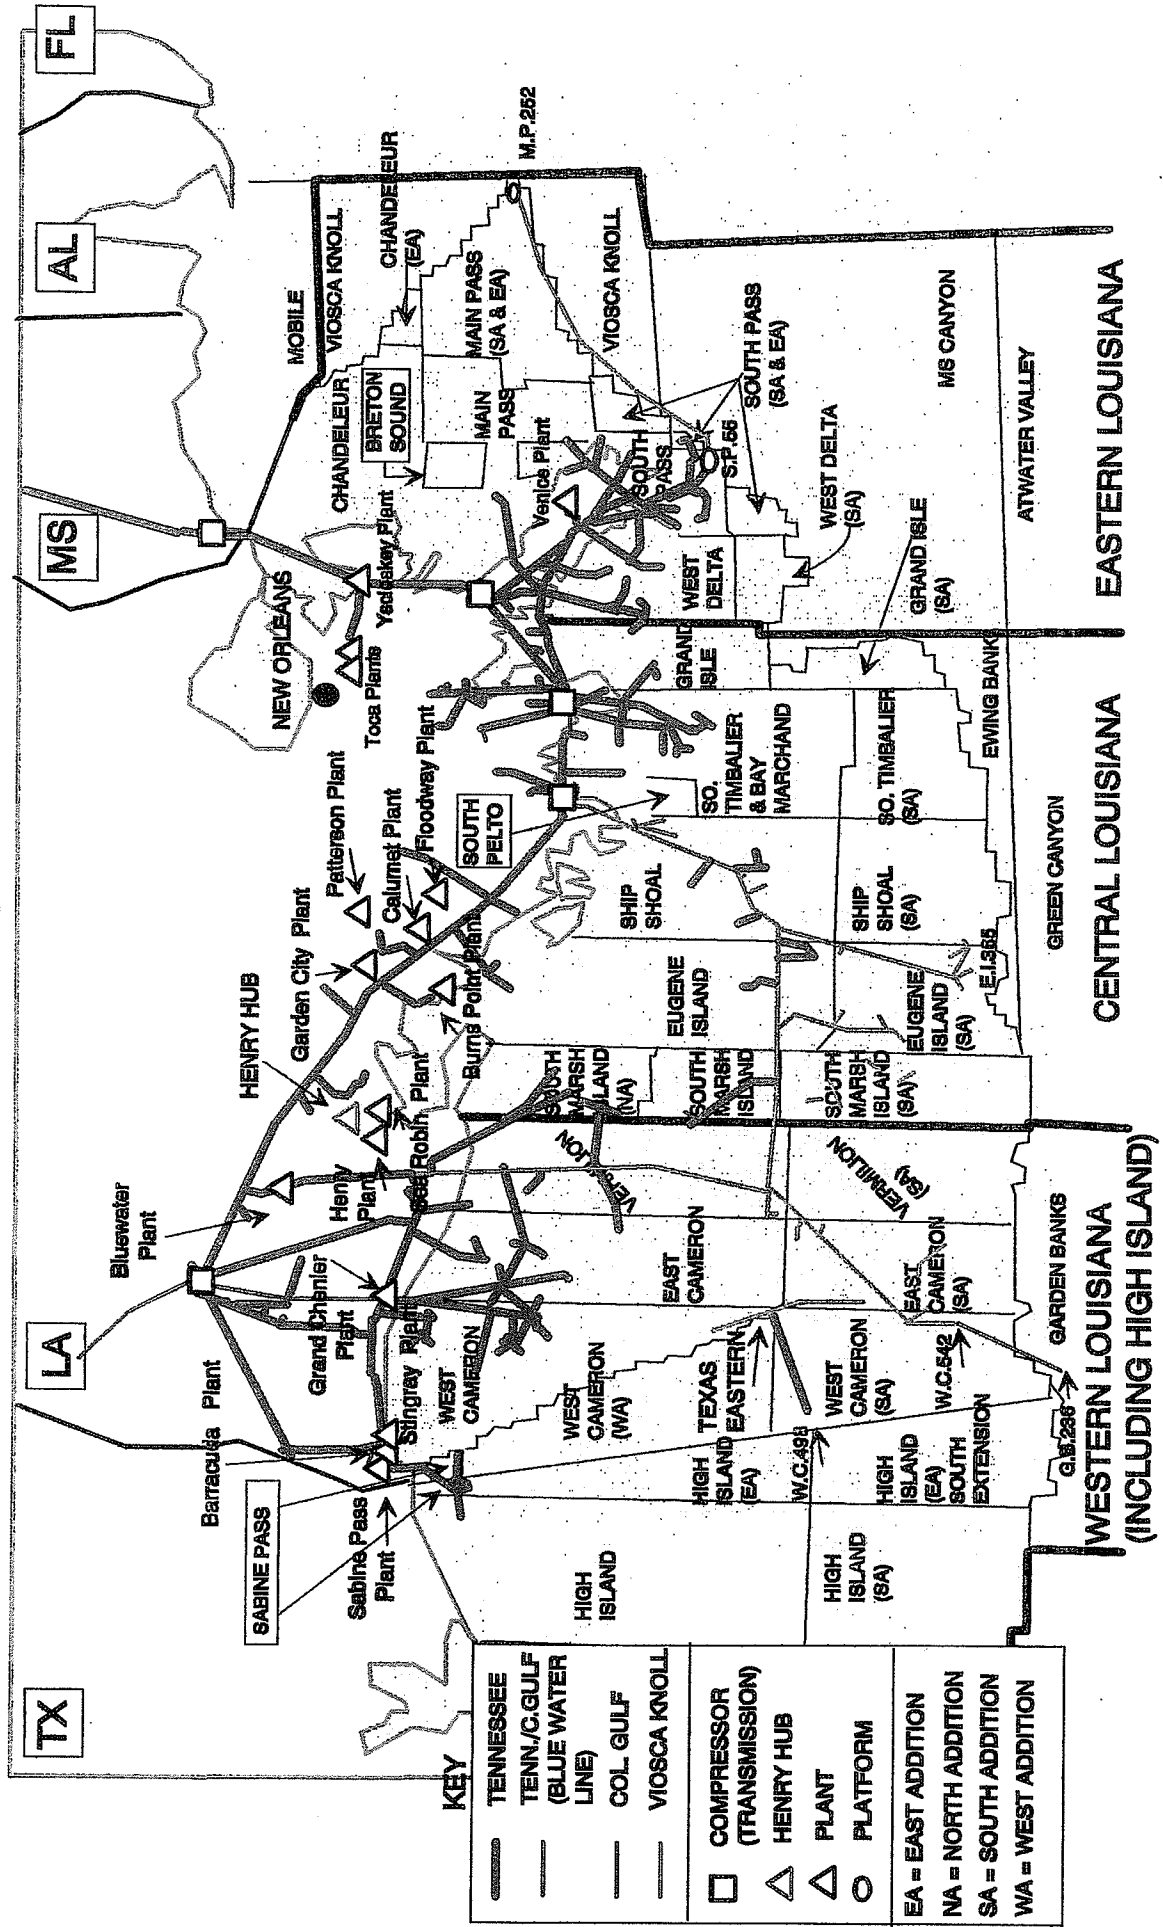 TX
LA
MS
AL
FL
Barracuda Plant
Bluewater
Plant
HENRY HUB
Garden City Plant
Patterson Plant
Calumet Plant
Floodway Plant
NEW ORLEANS
Toca Plants
Yscloskey Plant
CHANDELEUR
MOBILE
VIOSCA KNOLL
CHANDELEUR
(EA)
M.P.252
BRETON
SOUND
MAIN
PASS
MAIN PASS
(SA & EA)
VIOSCA KNOLL
Venice Plant
SOUTH
PASS
S.P.55
SOUTH PASS
(SA & EA)
SABINE PASS
Sabine Pass
Plant
Stingray Plant
Grand Chenier
Plant
Henry
Plant
Sea Robin Plant
Burns Point Plant
SOUTH
PELTO
HIGH
ISLAND
WEST
CAMERON
WEST
CAMERON
(WA)
EAST
CAMERON
VERMILION
SOUTH
MARSH
ISLAND
(NA)
SOUTH
MARSH
ISLAND
EUGENE
ISLAND
SHIP
SHOAL
SO.
TIMBALIER
& BAY
MARCHAND
GRAND
ISLE
WEST
DELTA
WEST DELTA
(SA)
GRAND ISLE
(SA)
MS CANYON
ATWATER VALLEY
HIGH
ISLAND
(EA)
TEXAS
EASTERN
W.C.498
HIGH
ISLAND
(SA)
HIGH
ISLAND
(EA)
SOUTH
EXTENSION
WEST
CAMERON
(SA)
W.C.542
EAST
CAMERON
(SA)
VERMILION
(SA)
SOUTH
MARSH
ISLAND
(SA)
EUGENE
ISLAND
(SA)
E.I.365
SHIP
SHOAL
(SA)
SO. TIMBALIER
(SA)
EWING BANK
G.B.236
GARDEN BANKS
GREEN CANYON
WESTERN LOUISIANA
(INCLUDING HIGH ISLAND)
CENTRAL LOUISIANA
EASTERN LOUISIANA
KEY
TENNESSEE
TENN./C.GULF
(BLUE WATER
LINE)
COL. GULF
VIOSCA KNOLL
COMPRESSOR
(TRANSMISSION)
HENRY HUB
PLANT
PLATFORM
EA = EAST ADDITION
NA = NORTH ADDITION
SA = SOUTH ADDITION
WA = WEST ADDITION